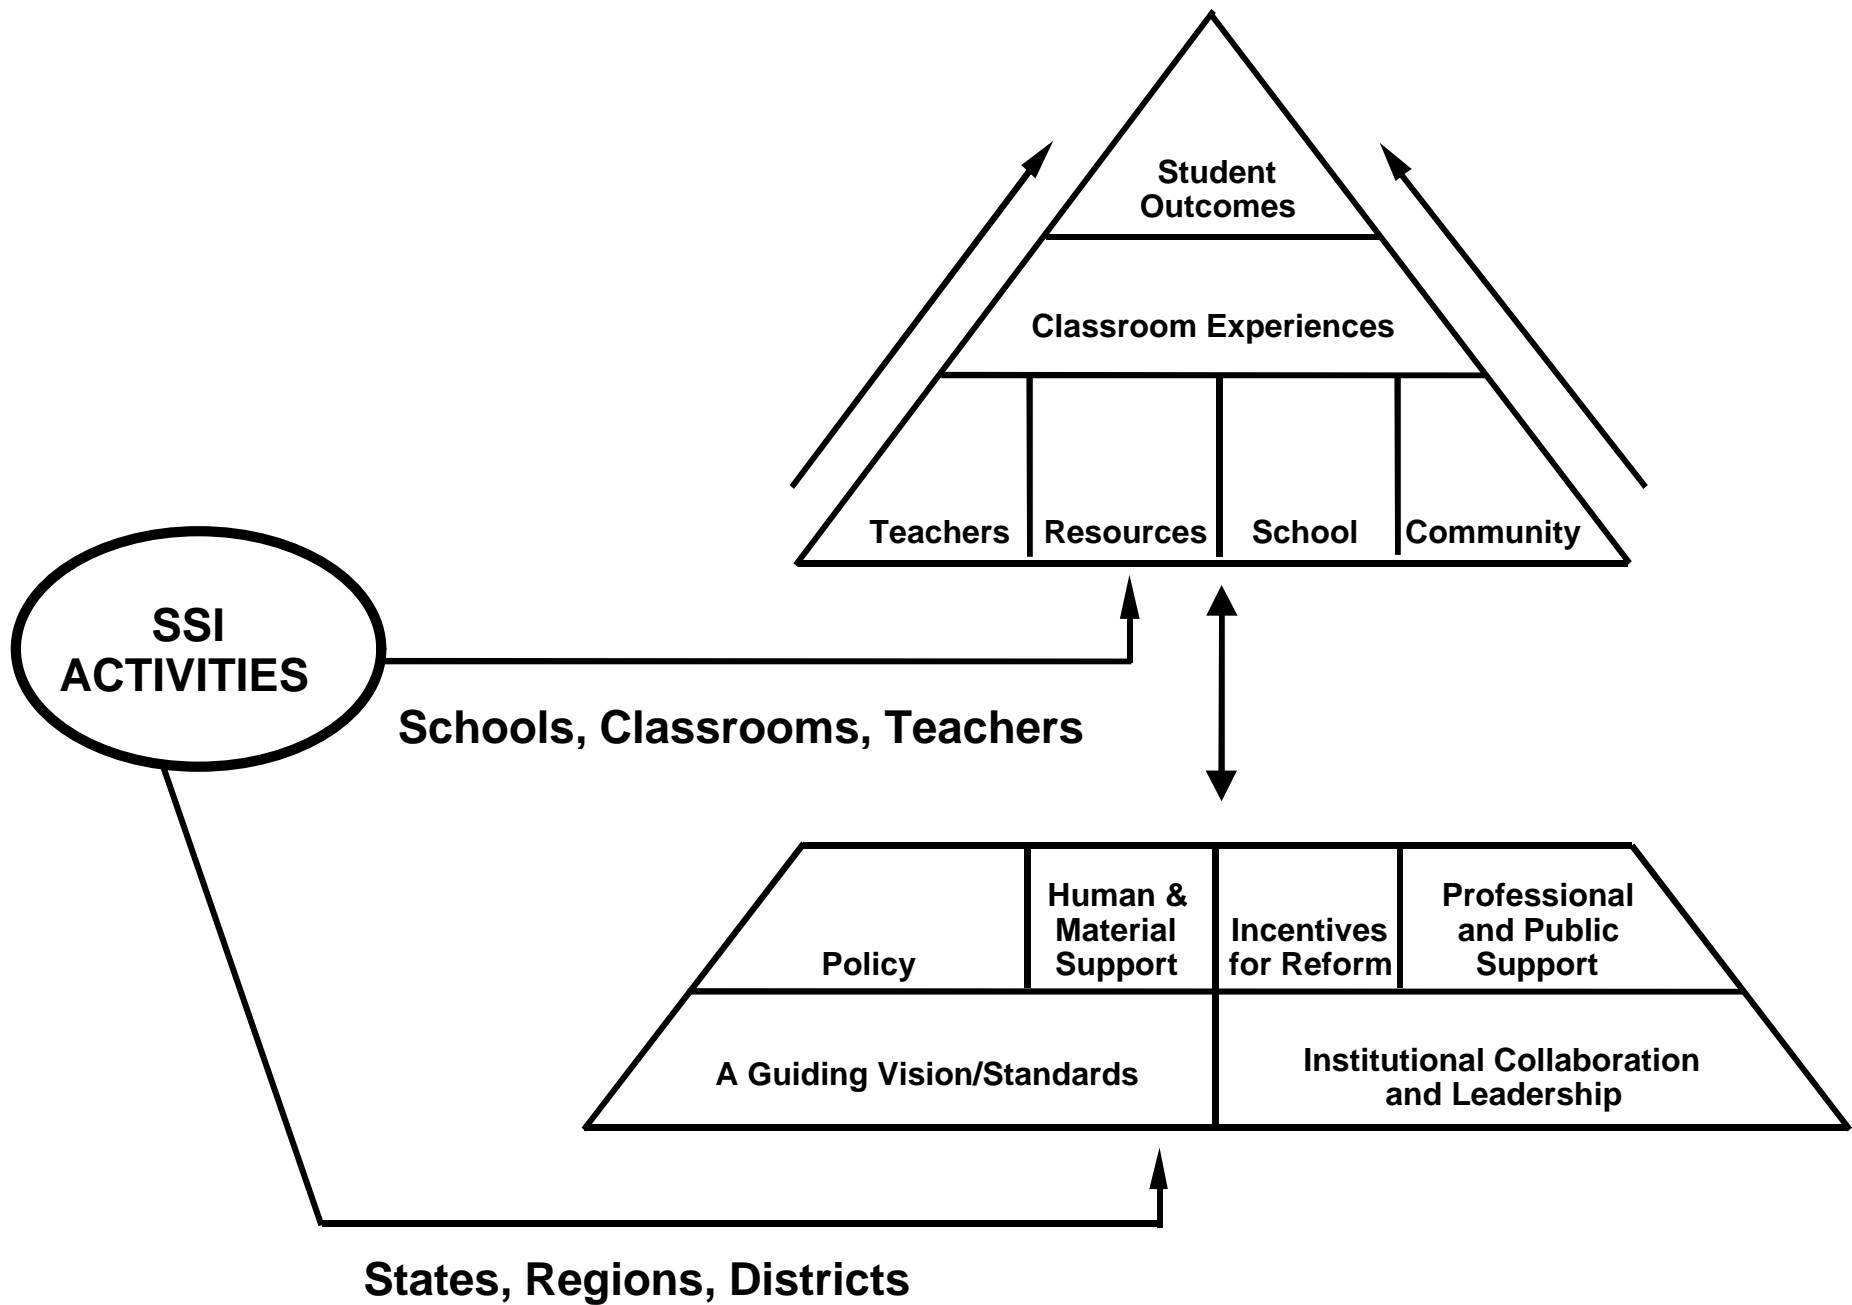 Student
Outcomes
Classroom Experiences
Teachers
Resources
School
Community
SSI
ACTIVITIES
Schools, Classrooms, Teachers
Policy
Human &
Material
Support
Incentives
for Reform
Professional
and Public
Support
A Guiding Vision/Standards
Institutional Collaboration
and Leadership
States, Regions, Districts